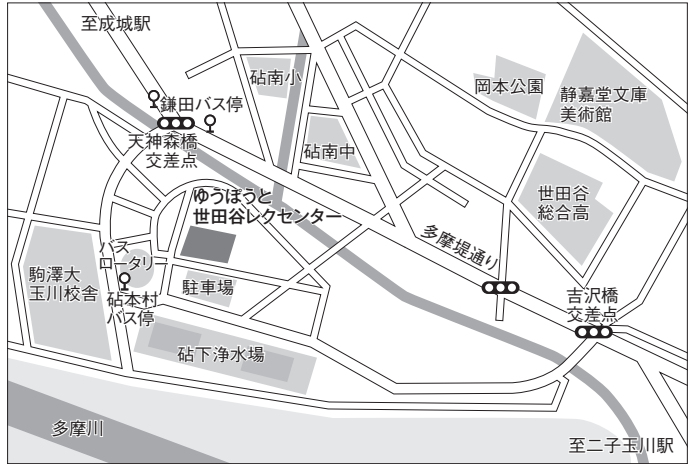 至成城駅
砧南小
岡本公園
静嘉堂文庫
美術館
鎌田バス停
天神森橋
交差点
砧南中
世田谷
総合高
ゆうぽうと
世田谷レクセンター
多摩堤通り
バス
ロータリー
駒澤大
玉川校舎
砧本村
バス停
駐車場
吉沢橋
交差点
砧下浄水場
多摩川
至二子玉川駅